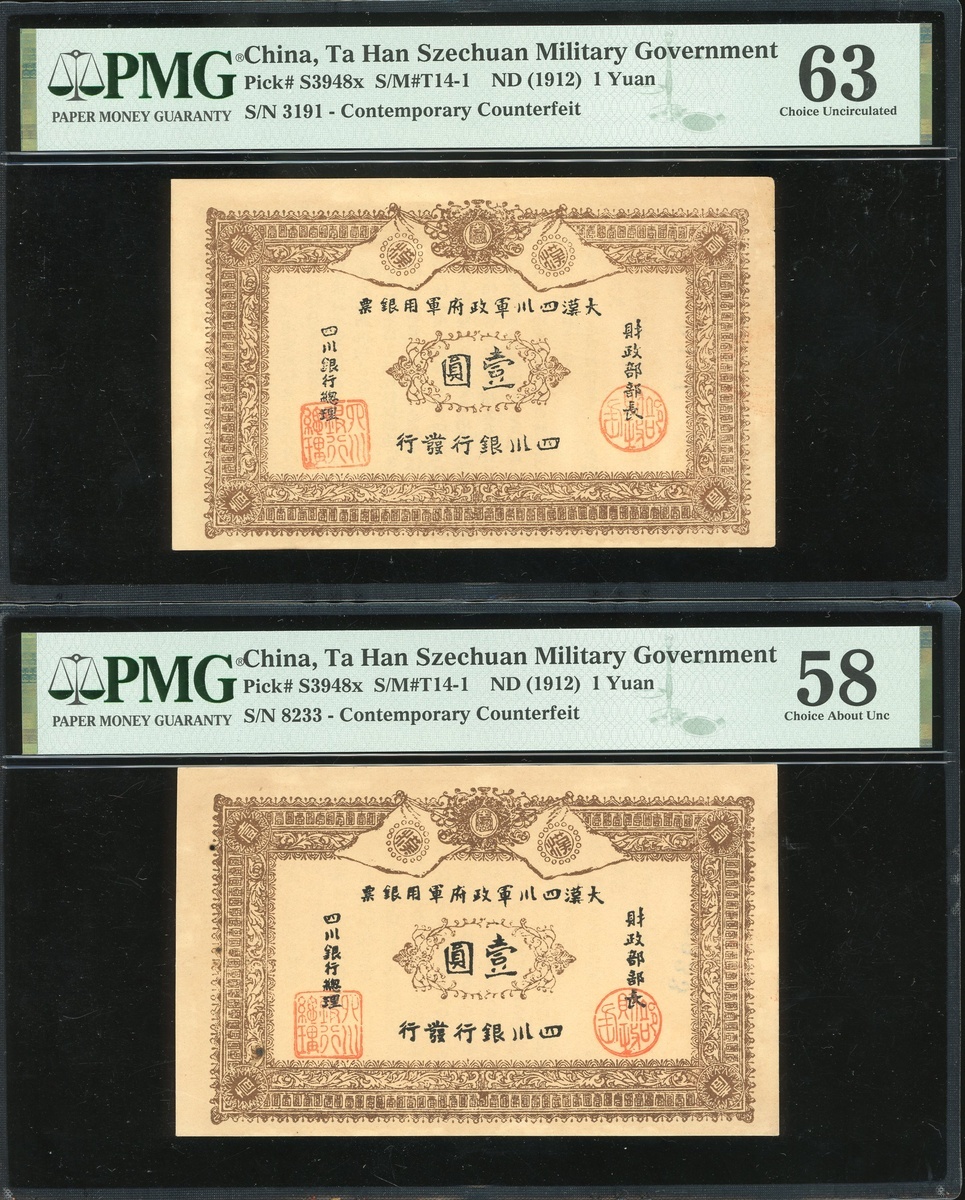 PMG®
PAPER MONEY GUARANTY
China, Ta Han Szechuan Military Government
Pick# S3948x S/M#T14-1 ND (1912) 1 Yuan
S/N 3191 - Contemporary Counterfeit
63
Choice Uncirculated
大漢四川軍政府軍用銀票
財政部部長
壹圓
四川銀行總理
四川銀行發行
PMG®
PAPER MONEY GUARANTY
China, Ta Han Szechuan Military Government
Pick# S3948x S/M#T14-1 ND (1912) 1 Yuan
S/N 8233 - Contemporary Counterfeit
58
Choice About Unc
大漢四川軍政府軍用銀票
財政部部長
壹圓
四川銀行總理
四川銀行發行